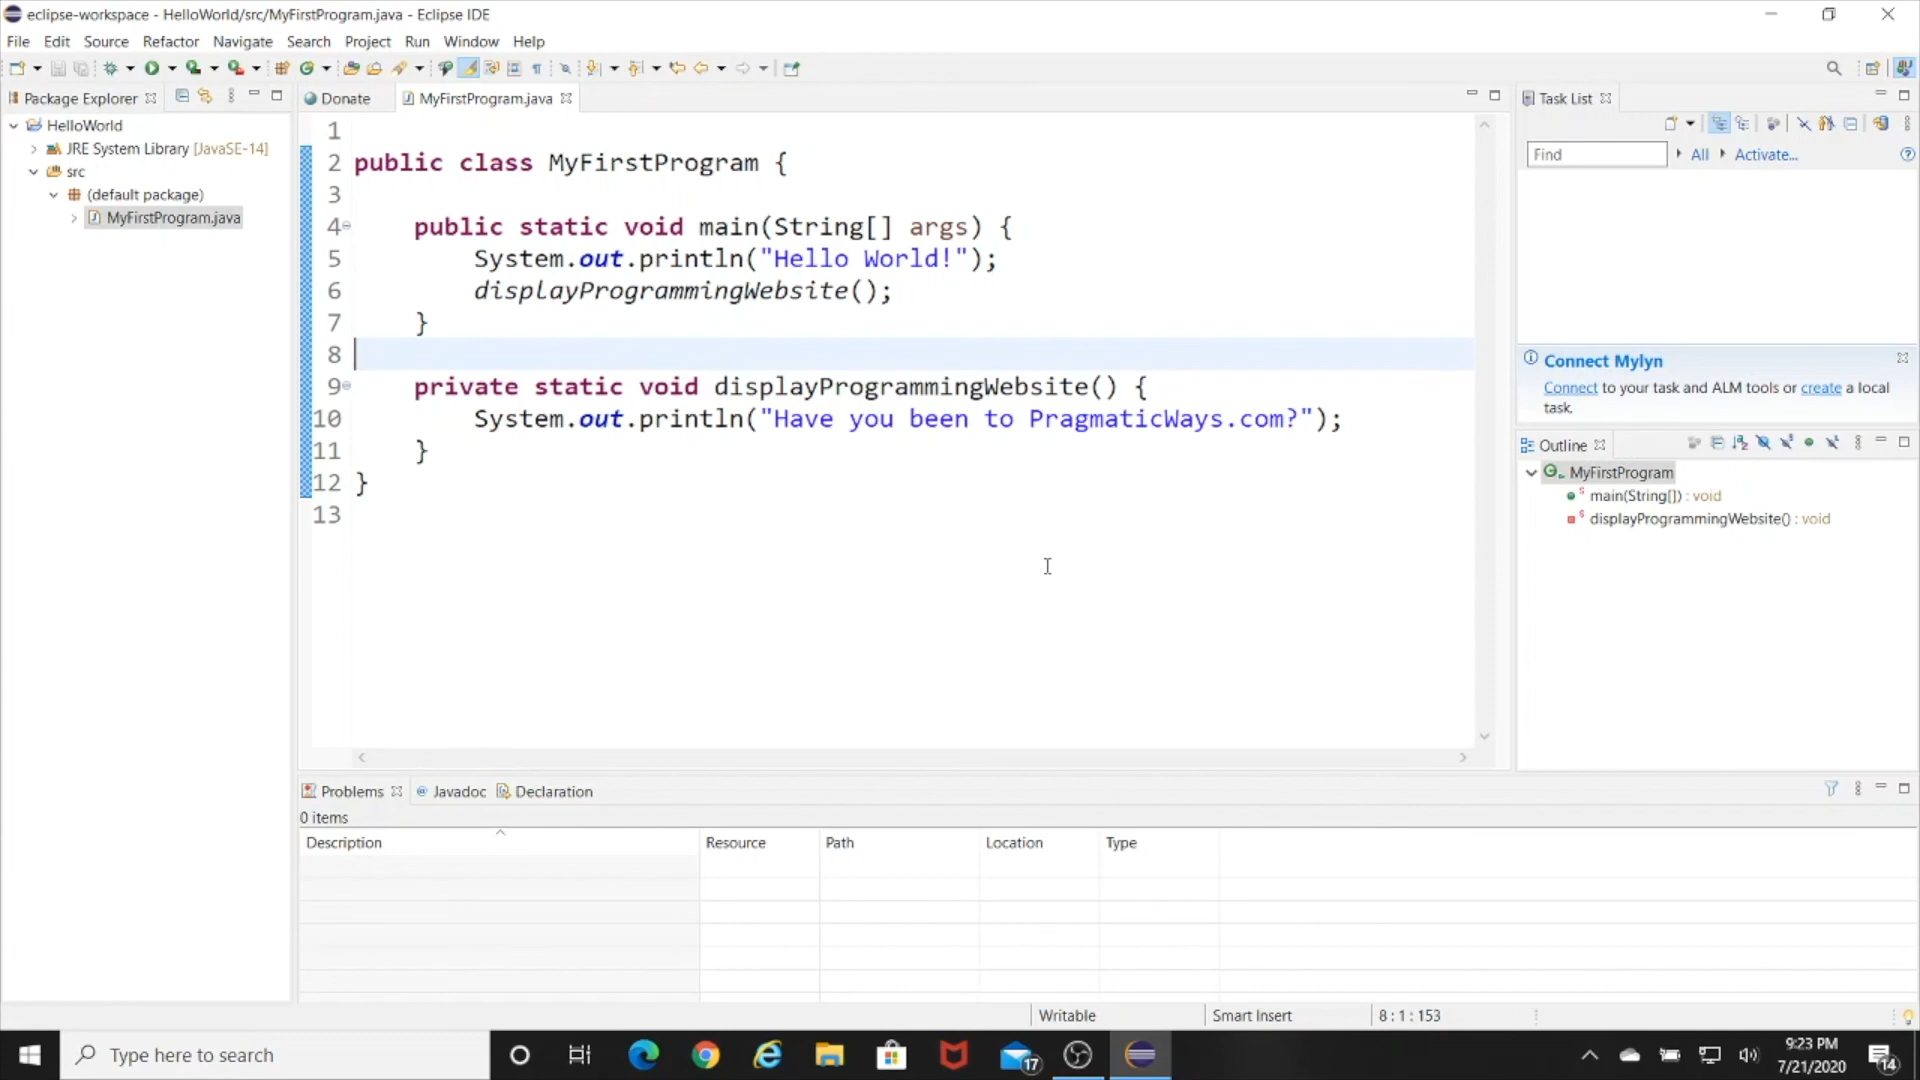 eclipse-workspace - HelloWorld/src/MyFirstProgram.java - Eclipse IDE
File Edit Source Refactor Navigate Search Project Run Window Help
Package Explorer
HelloWorld
JRE System Library [JavaSE-14]
src
(default package)
MyFirstProgram.java
Donate MyFirstProgram.java
1
2 public class MyFirstProgram {
3
4 public static void main(String[] args) {
5 System.out.println("Hello World!");
6 displayProgrammingWebsite();
7 }
8
9 private static void displayProgrammingWebsite() {
10 System.out.println("Have you been to PragmaticWays.com?");
11 }
12 }
13
Task List
Find All Activate...
Connect Mylyn
Connect to your task and ALM tools or create a local
task.
Outline
MyFirstProgram
main(String[]) : void
displayProgrammingWebsite() : void
Problems Javadoc Declaration
0 items
Description Resource Path Location Type
Writable Smart Insert 8 : 1 : 153
Type here to search
17
9:23 PM
7/21/2020
14